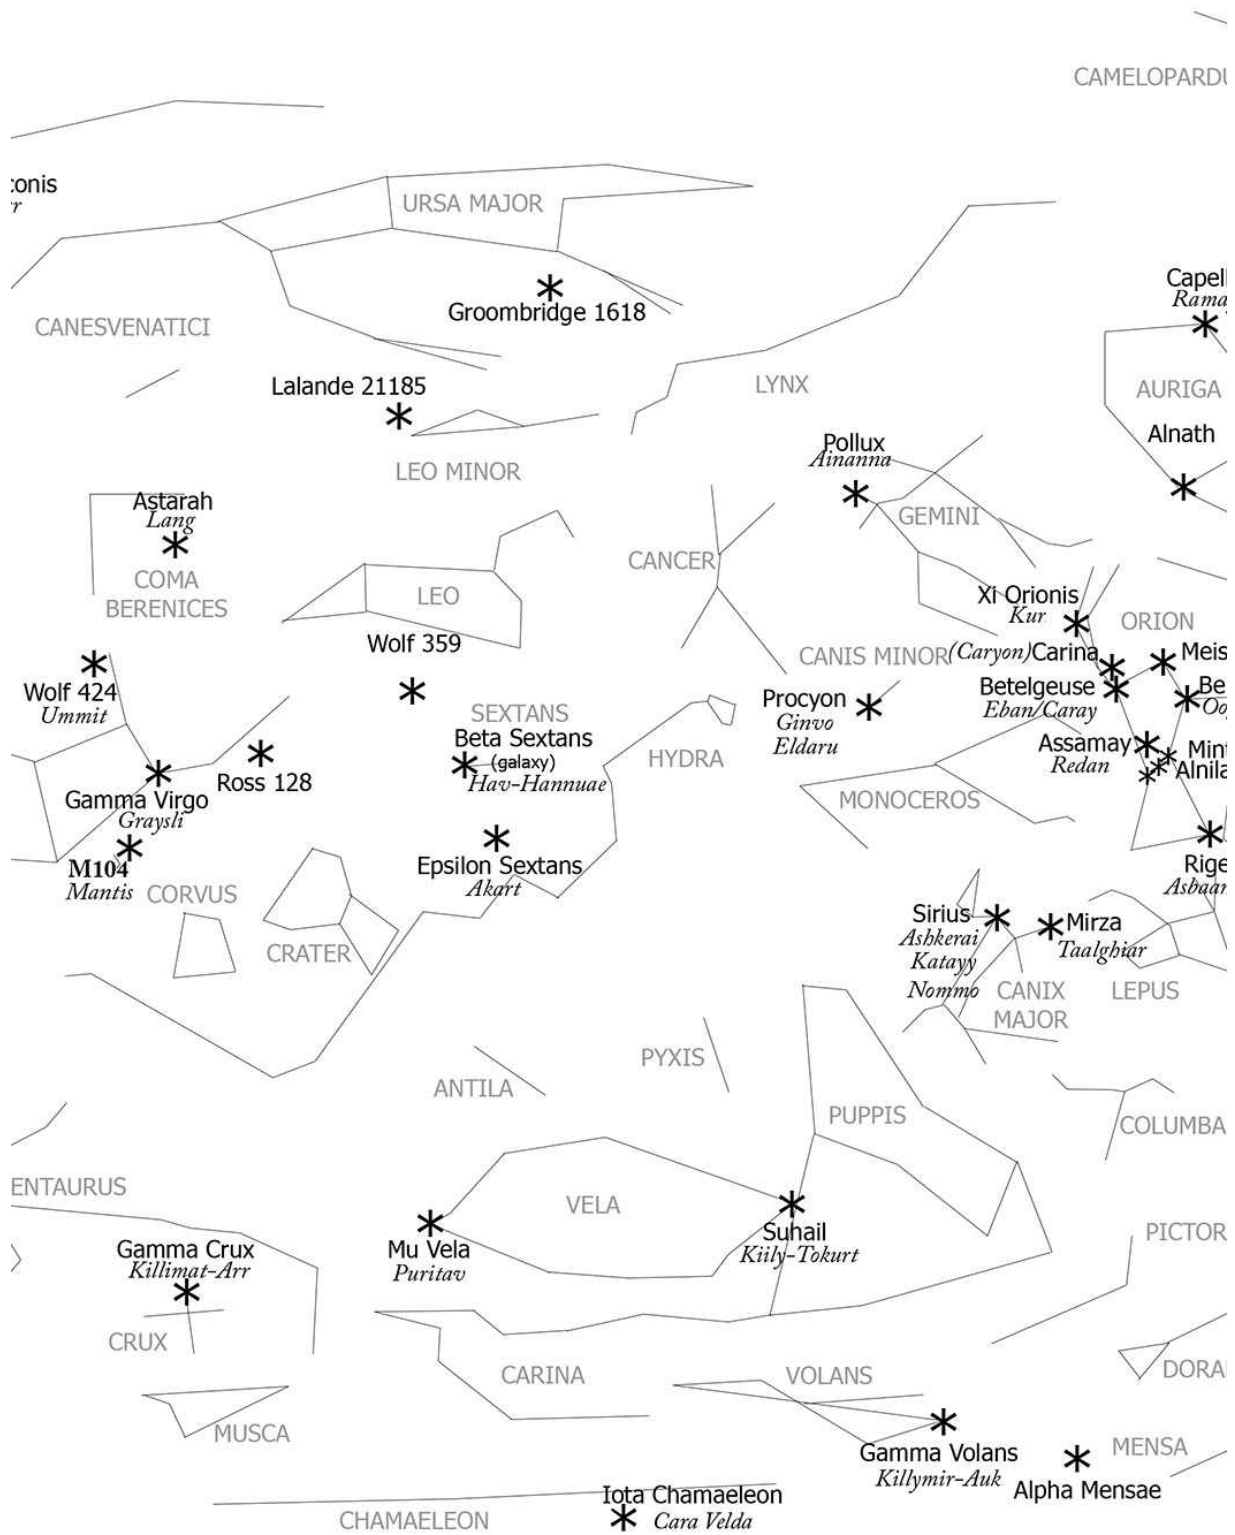 CAMELOPARDU
conis
r
URSA MAJOR
Groombridge 1618
CANESVENATICI
Capell
Rama
Lalande 21185
LYNX
AURIGA
Alnath
LEO MINOR
Pollux
Ainanna
GEMINI
Astarah
Lang
COMA
BERENICES
CANCER
LEO
Xi Orionis
Kur
ORION
Wolf 359
CANIS MINOR
(Caryon) Carina
Meis
Wolf 424
Ummit
Betelgeuse
Eban/Caray
Be
Oo
Procyon
Ginvo
Eldaru
SEXTANS
Beta Sextans
(galaxy)
Hav-Hannuae
HYDRA
Assamay
Redan
Mint
Alnila
Ross 128
Gamma Virgo
Graysli
MONOCEROS
M104
Mantis
CORVUS
Epsilon Sextans
Akart
Rige
Asbaan
CRATER
Sirius
Ashkerai
Katayy
Nommo
Mirza
Taalghiar
CANIX
MAJOR
LEPUS
PYXIS
ANTILA
PUPPIS
COLUMBA
ENTAURUS
VELA
Suhail
Kiily-Tokurt
PICTOR
Gamma Crux
Killimat-Arr
Mu Vela
Puritav
CRUX
CARINA
VOLANS
DORA
MUSCA
Gamma Volans
Killymir-Auk
MENSA
Alpha Mensae
Iota Chamaeleon
Cara Velda
CHAMAELEON